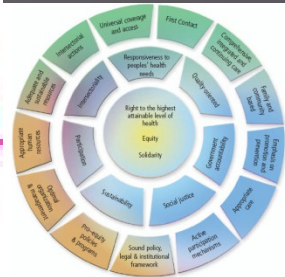 Universal coverage
and access
First Contact
Comprehensive,
integrated and
continuing care
Family and
community
based
Emphasis on
promotion and
prevention
Appropriate
care
Active
participation
mechanisms
Sound policy,
legal & institutional
framework
Pro-equity
policies
& programs
Optimal
organization
& management
Appropriate
human
resources
Adequate and
sustainable
resources
Intersectorial
actions
Responsiveness to
peoples' health
needs
Quality-oriented
Government
accountability
Social justice
Sustainability
Participation
Intersectoriality
Right to the highest
attainable level of
health
Equity
Solidarity